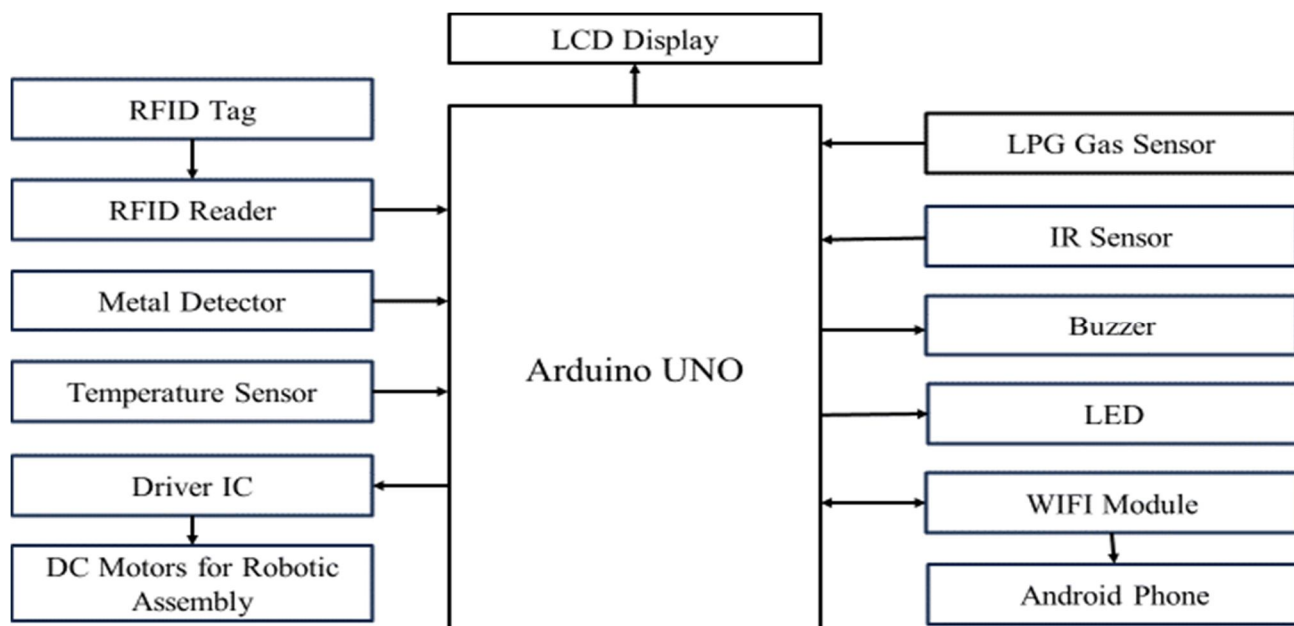 LCD Display
RFID Tag
RFID Reader
Metal Detector
Temperature Sensor
Driver IC
DC Motors for Robotic
Assembly
Arduino UNO
LPG Gas Sensor
IR Sensor
Buzzer
LED
WIFI Module
Android Phone